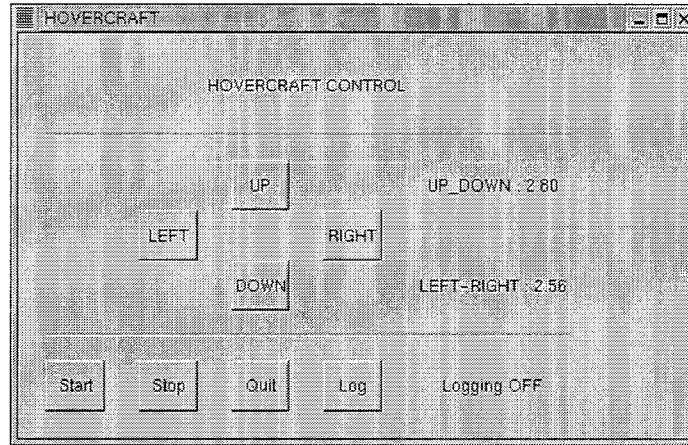 HOVERCRAFT
HOVERCRAFT CONTROL
UP UP_DOWN : 2.80
LEFT RIGHT
DOWN LEFT-RIGHT : 2.56
Start Stop Quit Log Logging OFF